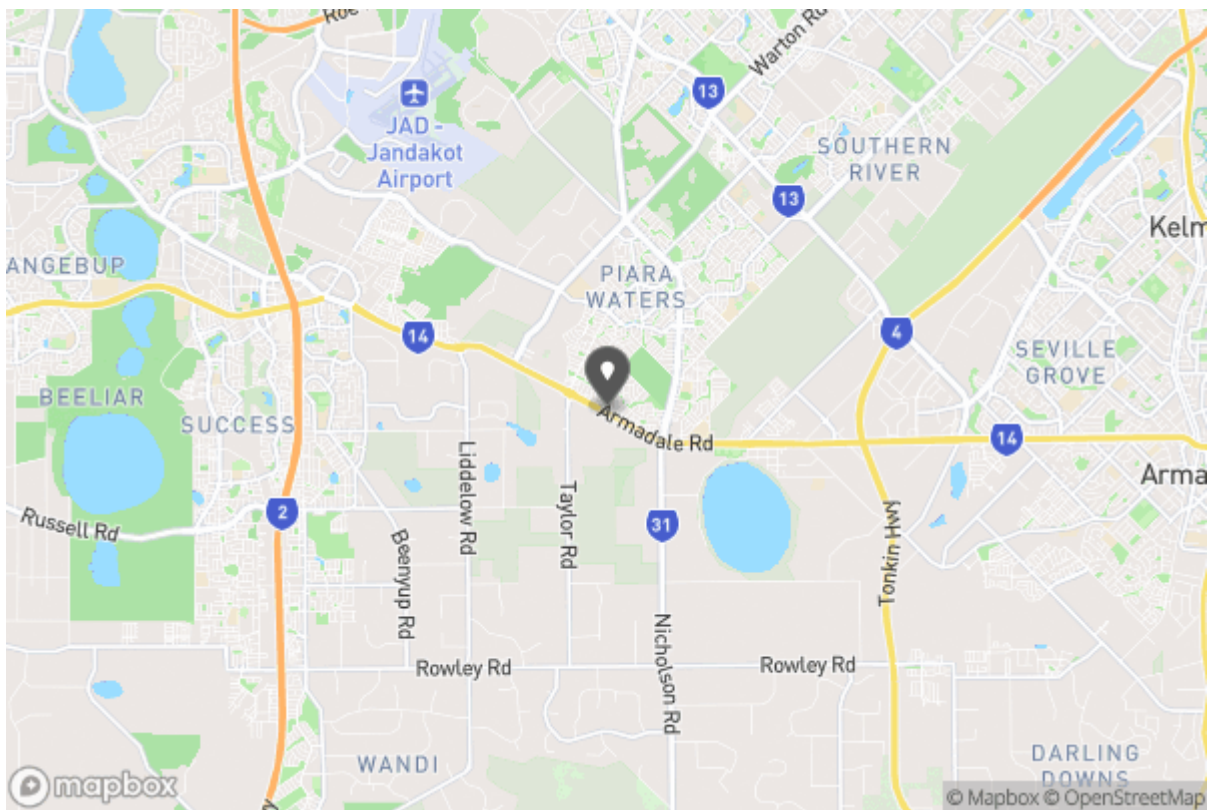 Roe
Warton Rd
13
JAD -
Jandakot
Airport
SOUTHERN
RIVER
13
Kelm
ANGEBUP
PIARA
WATERS
14
4
SEVILLE
GROVE
BEELIAR
SUCCESS
Armadale Rd
14
Arma
Liddelow Rd
Taylor Rd
2
Russell Rd
31
Beenyup Rd
Tonkin Hwy
Nicholson Rd
Rowley Rd
Rowley Rd
WANDI
DARLING
DOWNS
mapbox
© Mapbox © OpenStreetMap